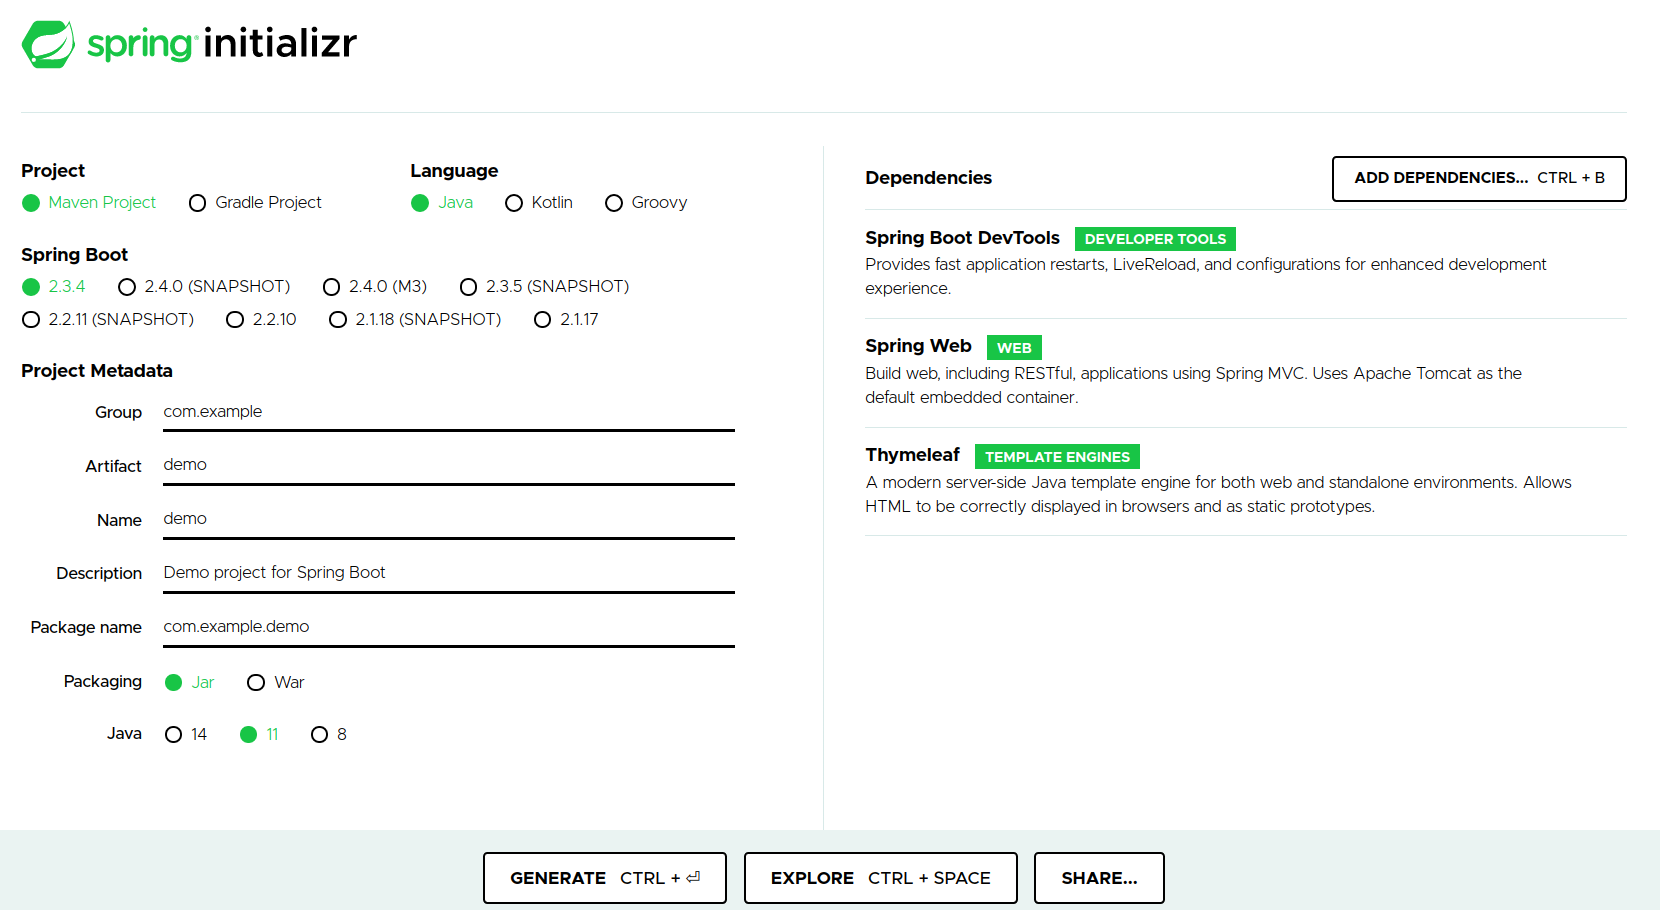 spring initializr
Project
Maven Project Gradle Project
Language
Java Kotlin Groovy
Spring Boot
2.3.4 2.4.0 (SNAPSHOT) 2.4.0 (M3) 2.3.5 (SNAPSHOT)
2.2.11 (SNAPSHOT) 2.2.10 2.1.18 (SNAPSHOT) 2.1.17
Project Metadata
Group com.example
Artifact demo
Name demo
Description Demo project for Spring Boot
Package name com.example.demo
Packaging Jar War
Java 14 11 8
Dependencies ADD DEPENDENCIES... CTRL + B
Spring Boot DevTools DEVELOPER TOOLS
Provides fast application restarts, LiveReload, and configurations for enhanced development
experience.
Spring Web WEB
Build web, including RESTful, applications using Spring MVC. Uses Apache Tomcat as the
default embedded container.
Thymeleaf TEMPLATE ENGINES
A modern server-side Java template engine for both web and standalone environments. Allows
HTML to be correctly displayed in browsers and as static prototypes.
GENERATE CTRL + ⏎ EXPLORE CTRL + SPACE SHARE...